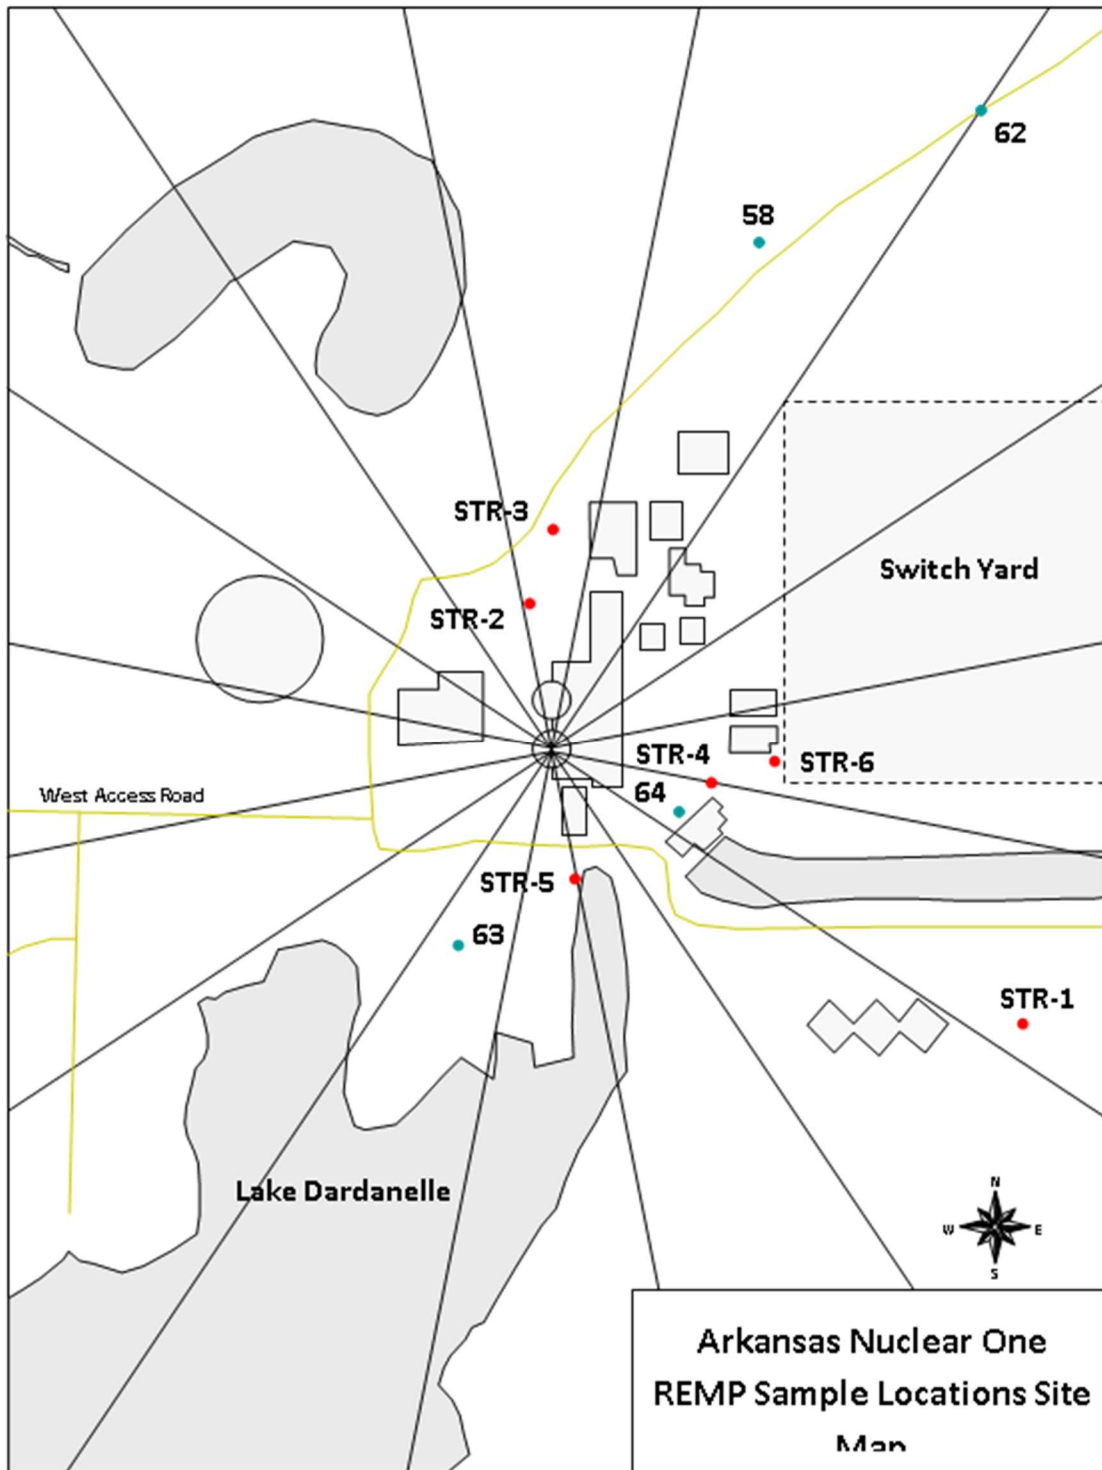 62
58
STR-3
Switch Yard
STR-2
STR-4
STR-6
64
West Access Road
STR-5
63
STR-1
Lake Dardanelle
N
W
E
S
Arkansas Nuclear One
REMP Sample Locations Site
Map